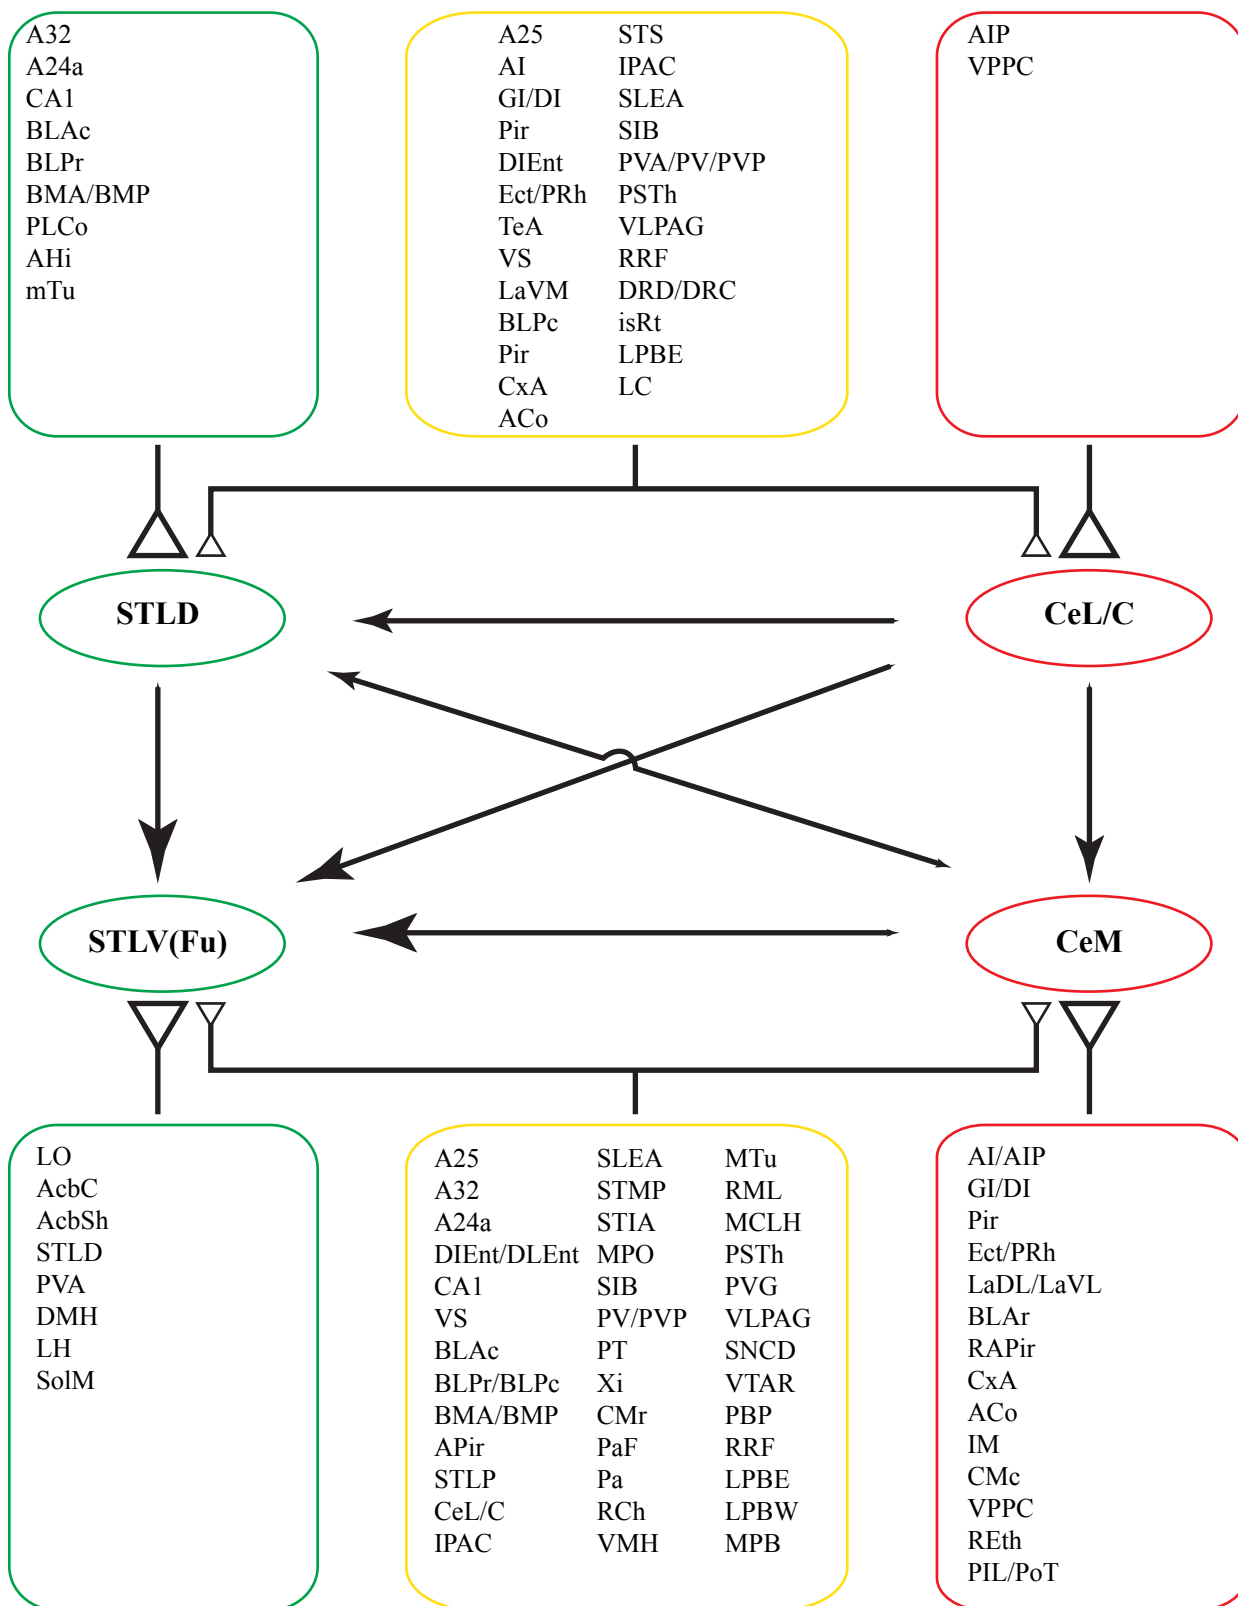 A32
A24a
CA1
BLAc
BLPr
BMA/BMP
PLCo
AHi
mTu
A25
AI
GI/DI
Pir
DIEnt
Ect/PRh
TeA
VS
LaVM
BLPc
Pir
CxA
ACo
STS
IPAC
SLEA
SIB
PVA/PV/PVP
PSTh
VLPAG
RRF
DRD/DRC
isRt
LPBE
LC
AIP
VPPC
STLD
CeL/C
STLV(Fu)
CeM
LO
AcbC
AcbSh
STLD
PVA
DMH
LH
SolM
A25
A32
A24a
DIEnt/DLEnt
CA1
VS
BLAc
BLPr/BLPc
BMA/BMP
APir
STLP
CeL/C
IPAC
SLEA
STMP
STIA
MPO
SIB
PV/PVP
PT
Xi
CMr
PaF
Pa
RCh
VMH
MTu
RML
MCLH
PSTh
PVG
VLPAG
SNCD
VTAR
PBP
RRF
LPBE
LPBW
MPB
AI/AIP
GI/DI
Pir
Ect/PRh
LaDL/LaVL
BLAr
RAPir
CxA
ACo
IM
CMc
VPPC
REth
PIL/PoT